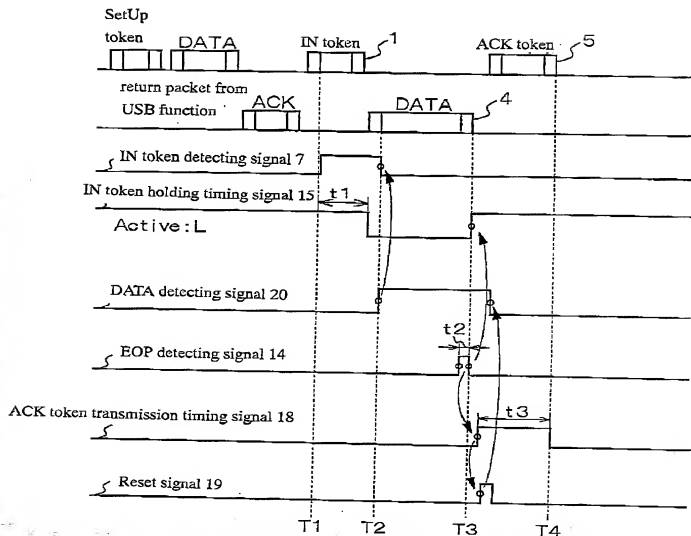 SetUp
token
DATA
IN token
1
ACK token
5
return packet from
USB function
ACK
DATA
4
IN token detecting signal 7
IN token holding timing signal 15
t1
Active:L
DATA detecting signal 20
t2
EOP detecting signal 14
ACK token transmission timing signal 18
t3
Reset signal 19
T1 T2 T3 T4